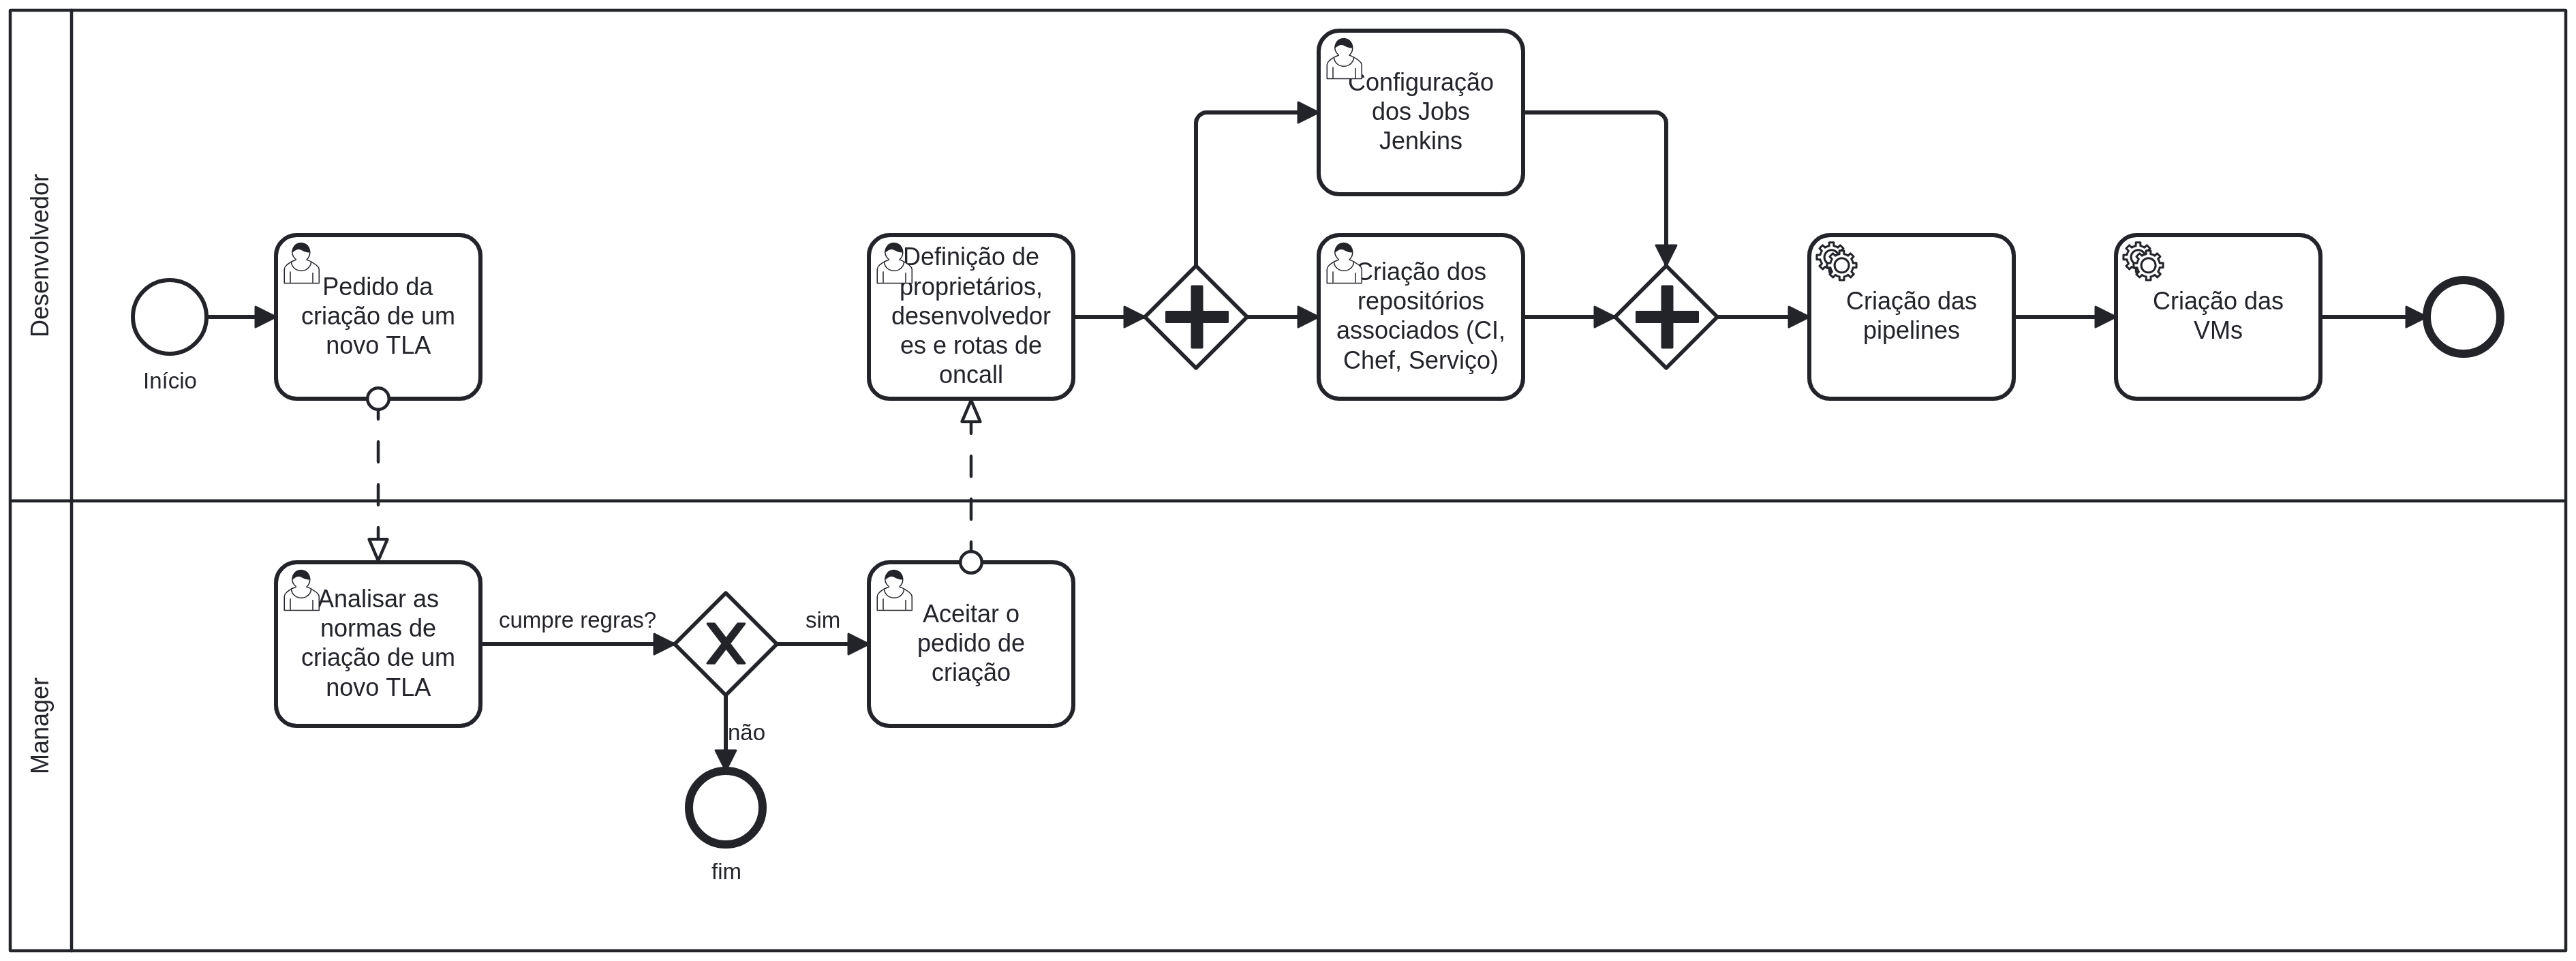 Desenvolvedor
Início
Pedido da
criação de um
novo TLA
Definição de
proprietários,
desenvolvedor
es e rotas de
oncall
Configuração
dos Jobs
Jenkins
Criação dos
repositórios
associados (CI,
Chef, Serviço)
Criação das
pipelines
Criação das
VMs
Manager
Analisar as
normas de
criação de um
novo TLA
cumpre regras?
sim
não
fim
Aceitar o
pedido de
criação